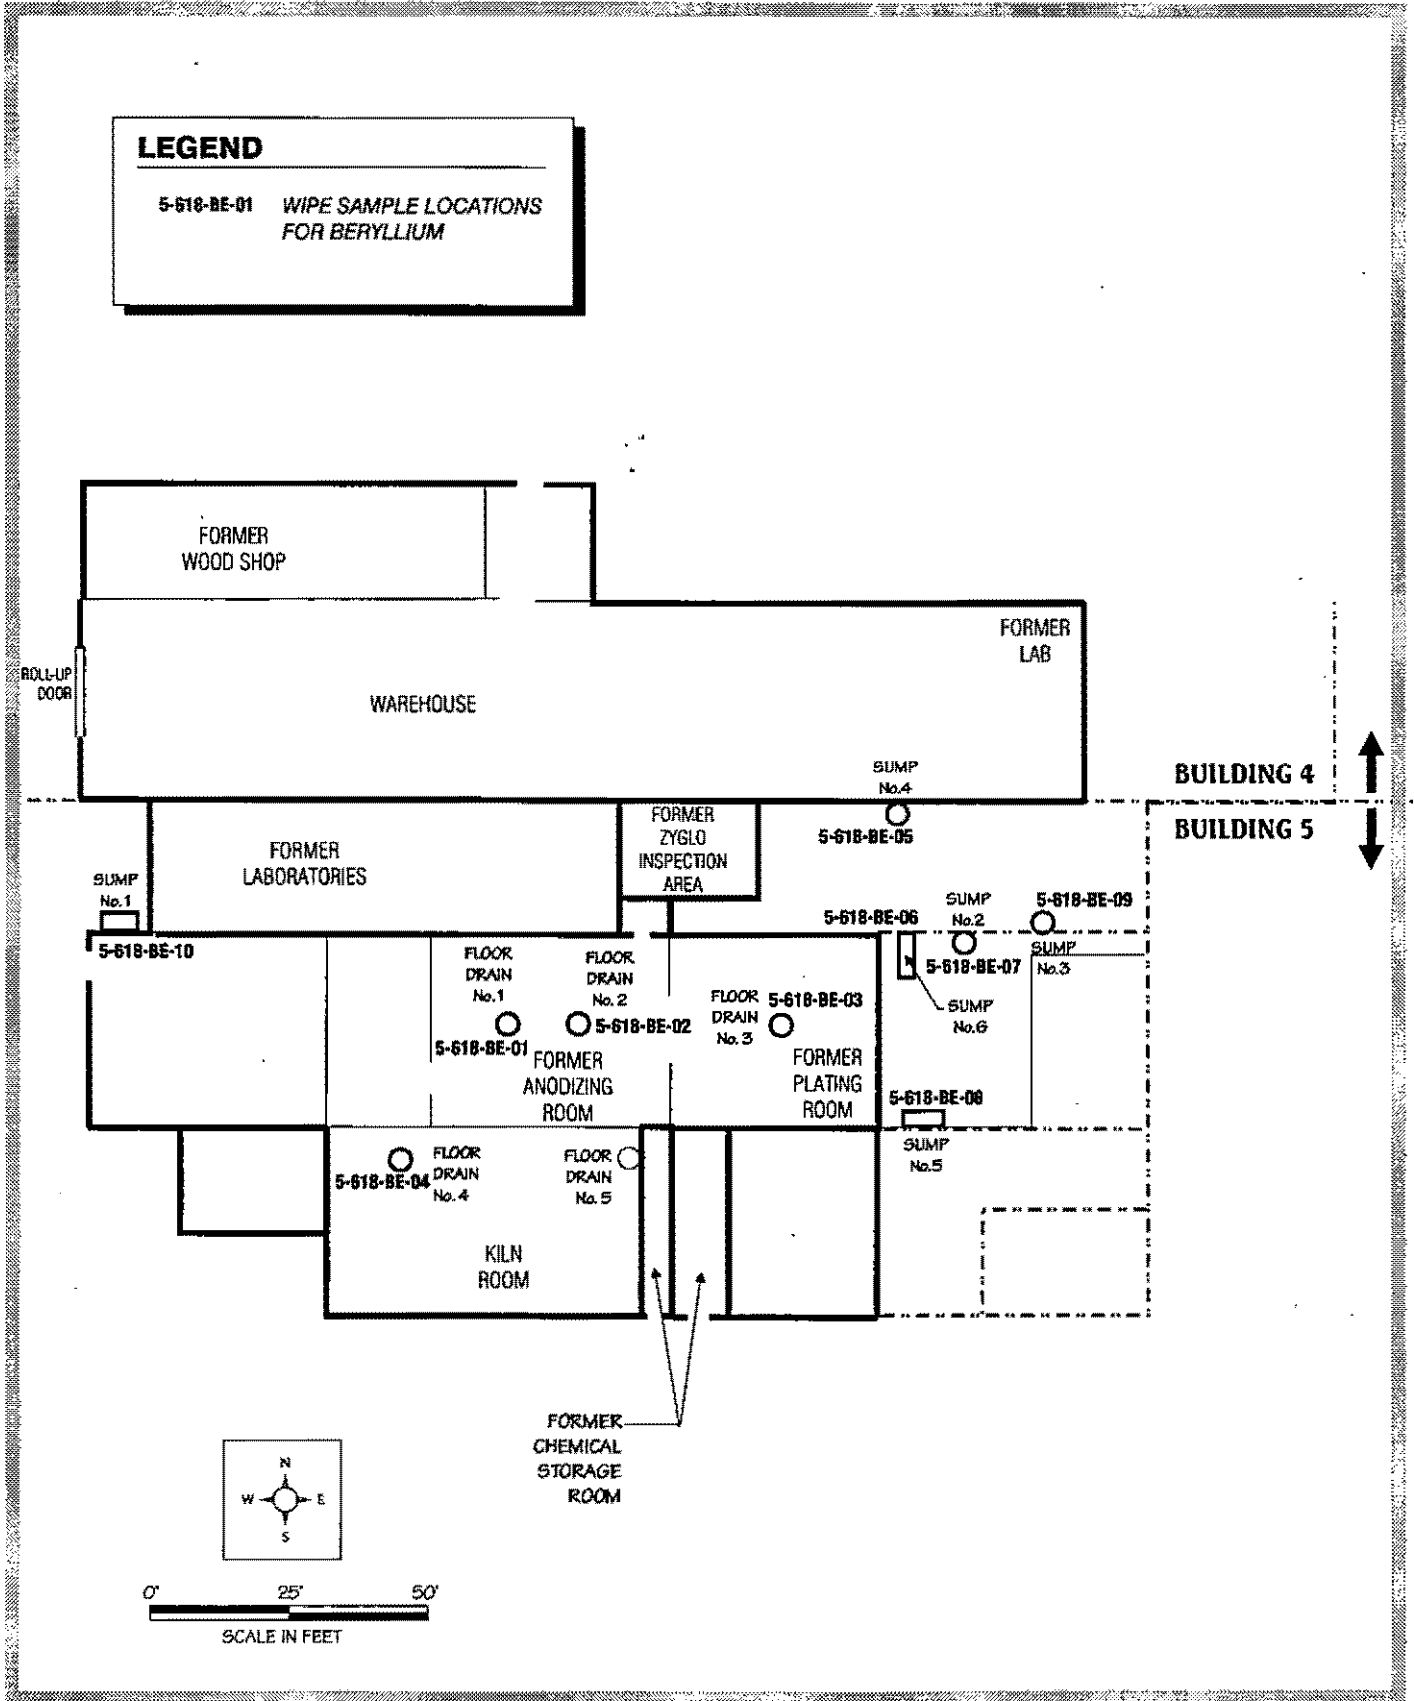 LEGEND
5-618-BE-01 WIPE SAMPLE LOCATIONS
FOR BERYLLIUM
FORMER
WOOD SHOP
FORMER
LAB
ROLL-UP
DOOR
WAREHOUSE
SUMP
No.4
BUILDING 4
5-618-BE-05
BUILDING 5
FORMER
ZYGLO
INSPECTION
AREA
FORMER
LABORATORIES
SUMP
No.1
5-618-BE-10
5-618-BE-06
SUMP
No.2
5-618-BE-07
5-618-BE-09
SUMP
No.3
SUMP
No.6
FLOOR
DRAIN
No.1
5-618-BE-01
FLOOR
DRAIN
No.2
5-618-BE-02
FLOOR
DRAIN
No.3
5-618-BE-03
FORMER
ANODIZING
ROOM
FORMER
PLATING
ROOM
5-618-BE-08
SUMP
No.5
5-618-BE-04
FLOOR
DRAIN
No.4
FLOOR
DRAIN
No.5
KILN
ROOM
FORMER
CHEMICAL
STORAGE
ROOM
N
W E
S
0' 25' 50'
SCALE IN FEET